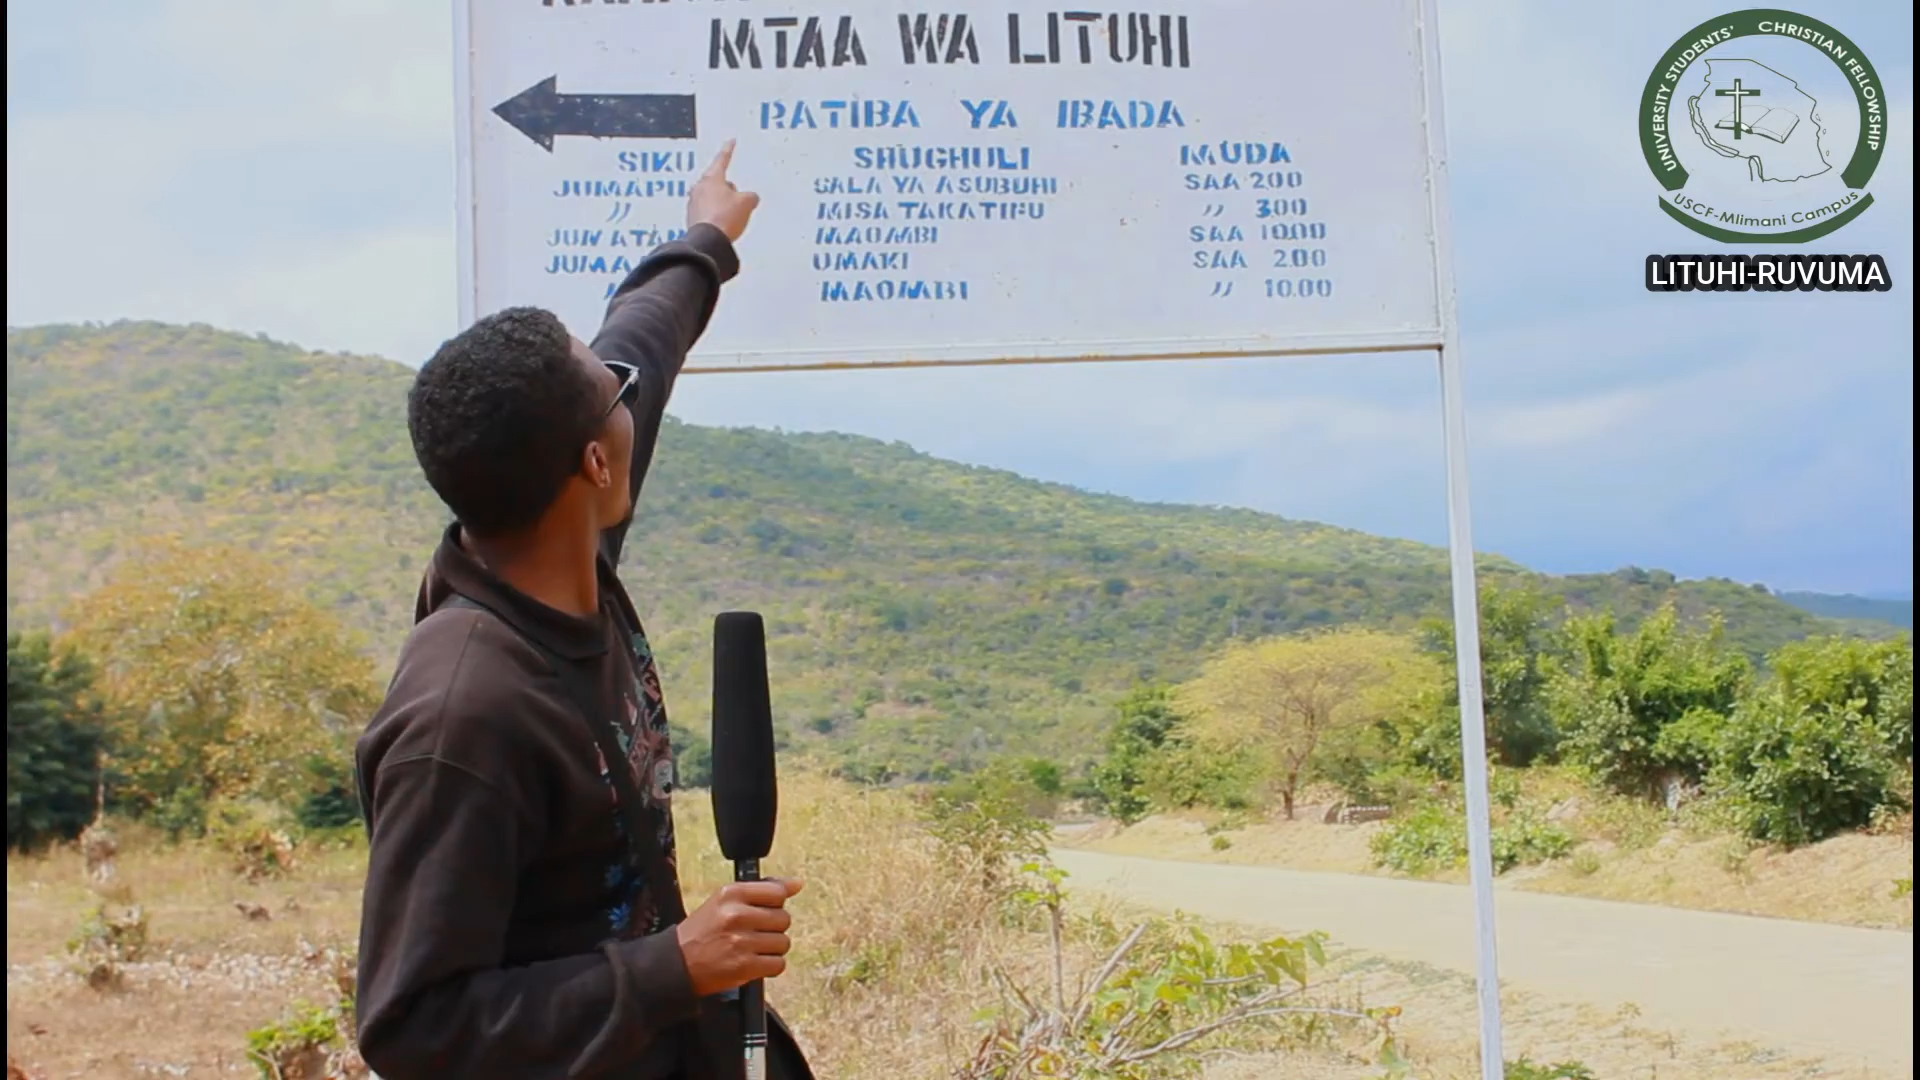 MTAA WA LITUHI
RATIBA YA IBADA
SIKU SHUGHULI MUDA
SALA YA ASUBUHI SAA 2.00
〃 MISA TAKATIFU 〃 3.00
MAOMBI SAA 10.00
UMAKI SAA 2.00
MAOMBI 〃 10.00
UNIVERSITY STUDENTS' CHRISTIAN FELLOWSHIP
USCF-Mlimani Campus
LITUHI-RUVUMA